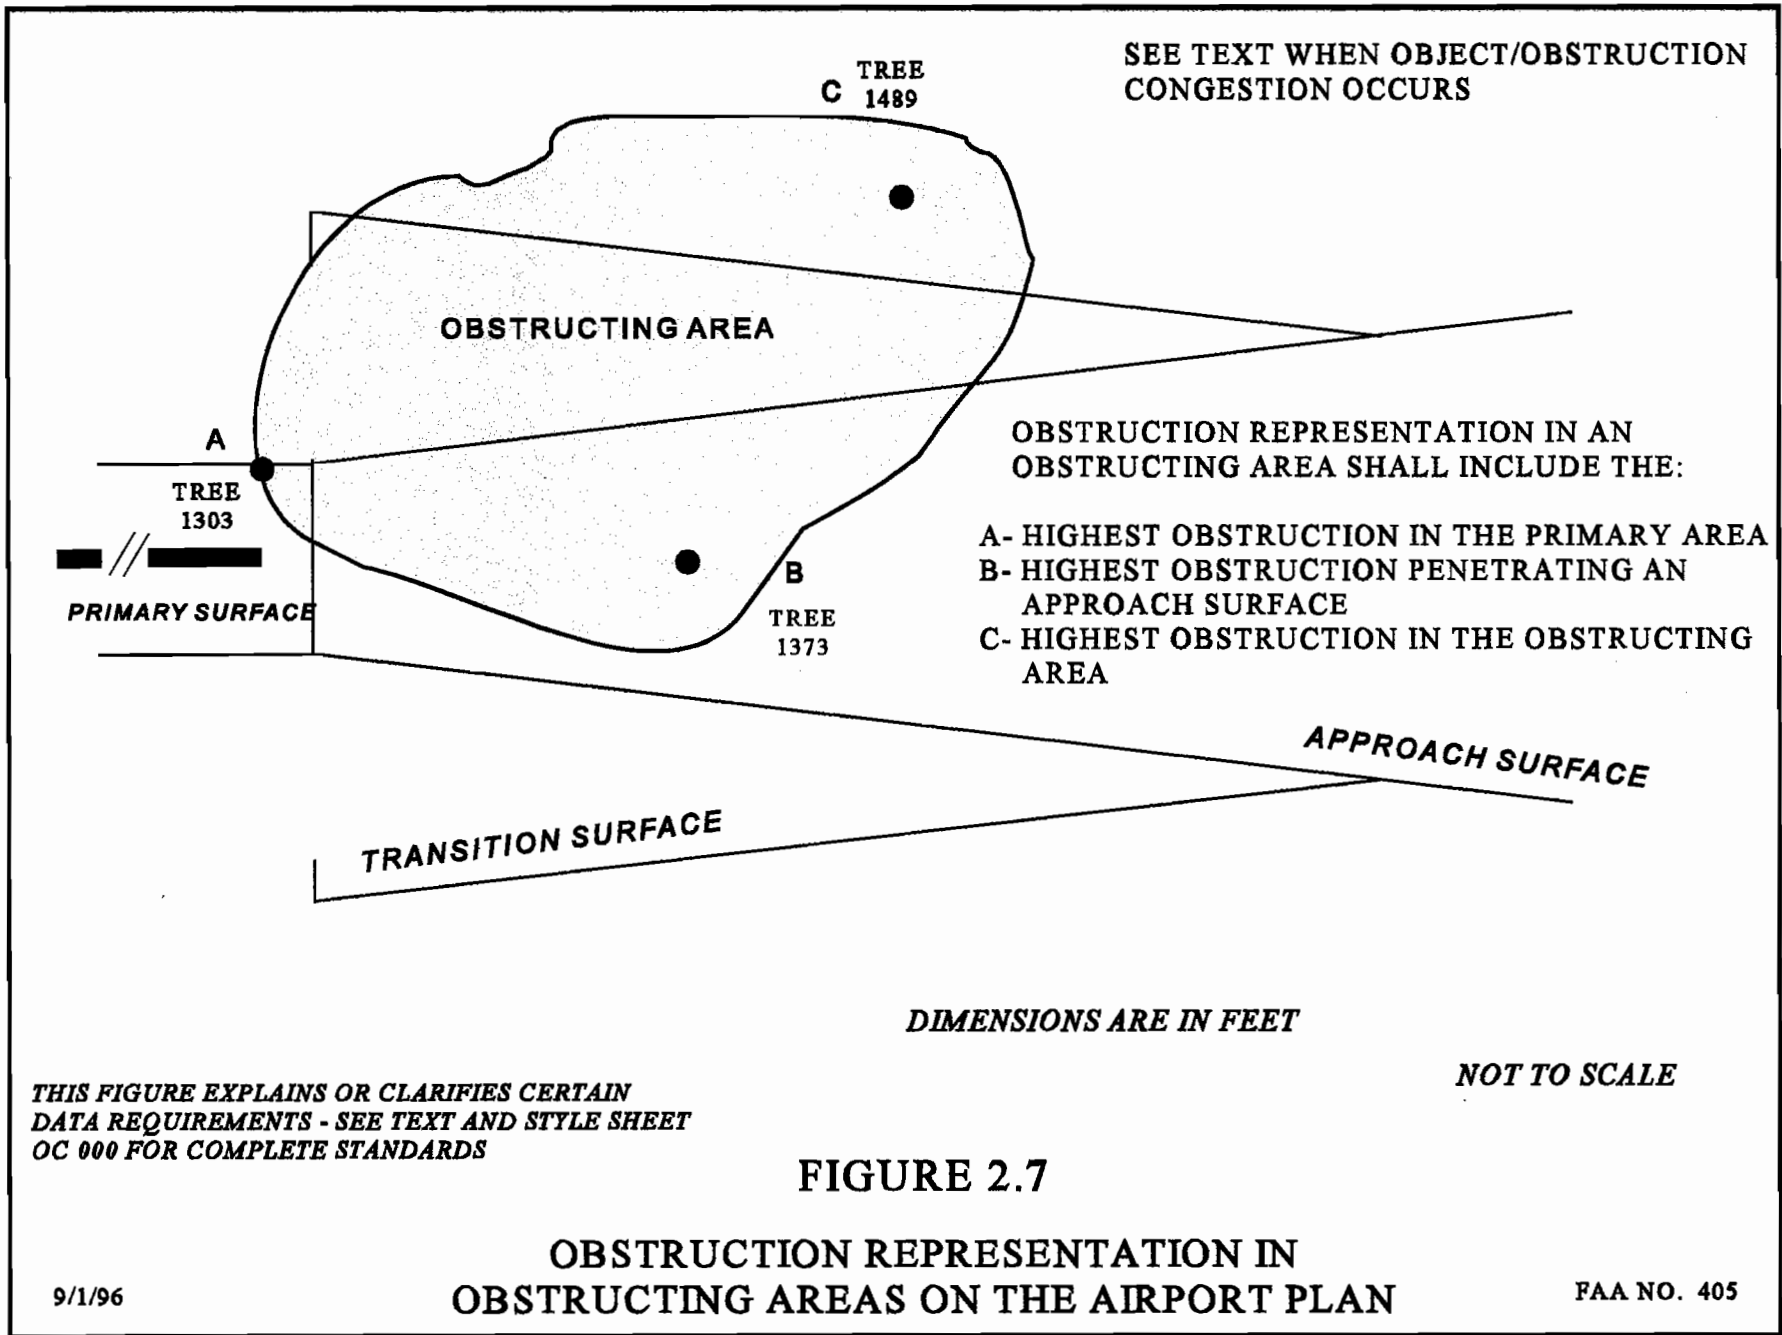 SEE TEXT WHEN OBJECT/OBSTRUCTION
CONGESTION OCCURS
C
TREE
1489
OBSTRUCTING AREA
A
TREE
1303
PRIMARY SURFACE
B
TREE
1373
OBSTRUCTION REPRESENTATION IN AN
OBSTRUCTING AREA SHALL INCLUDE THE:
A- HIGHEST OBSTRUCTION IN THE PRIMARY AREA
B- HIGHEST OBSTRUCTION PENETRATING AN
APPROACH SURFACE
C- HIGHEST OBSTRUCTION IN THE OBSTRUCTING
AREA
APPROACH SURFACE
TRANSITION SURFACE
DIMENSIONS ARE IN FEET
NOT TO SCALE
THIS FIGURE EXPLAINS OR CLARIFIES CERTAIN
DATA REQUIREMENTS - SEE TEXT AND STYLE SHEET
OC 000 FOR COMPLETE STANDARDS
FIGURE 2.7
OBSTRUCTION REPRESENTATION IN
OBSTRUCTING AREAS ON THE AIRPORT PLAN
9/1/96
FAA NO. 405